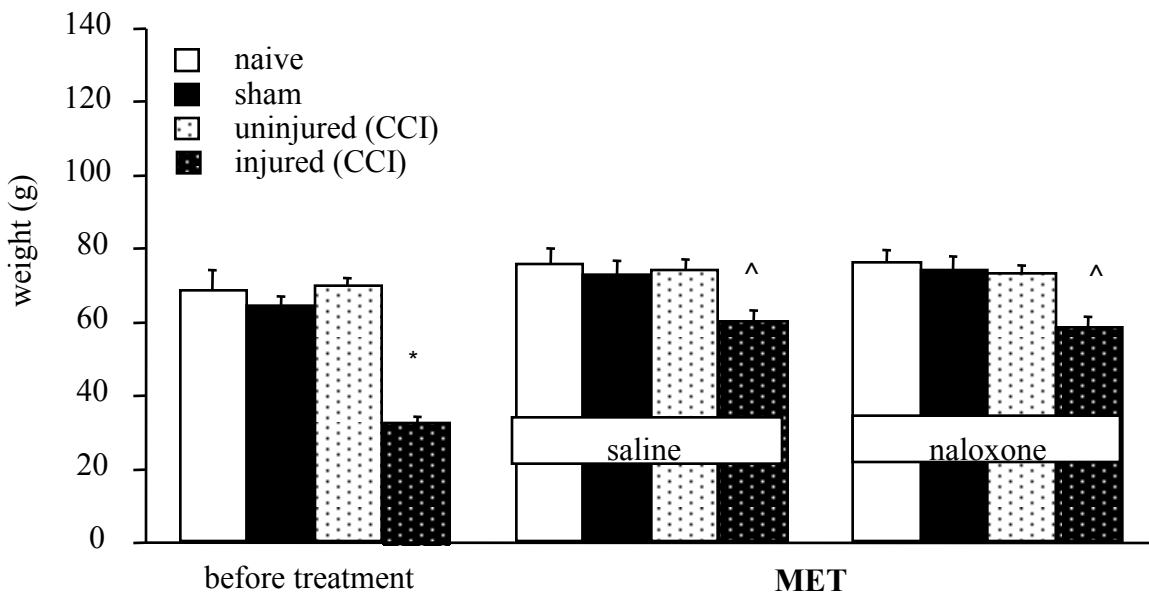 140
120
100
80
60
40
20
0
weight (g)
naive
sham
uninjured (CCI)
injured (CCI)
*
^
^
saline
naloxone
before treatment
MET